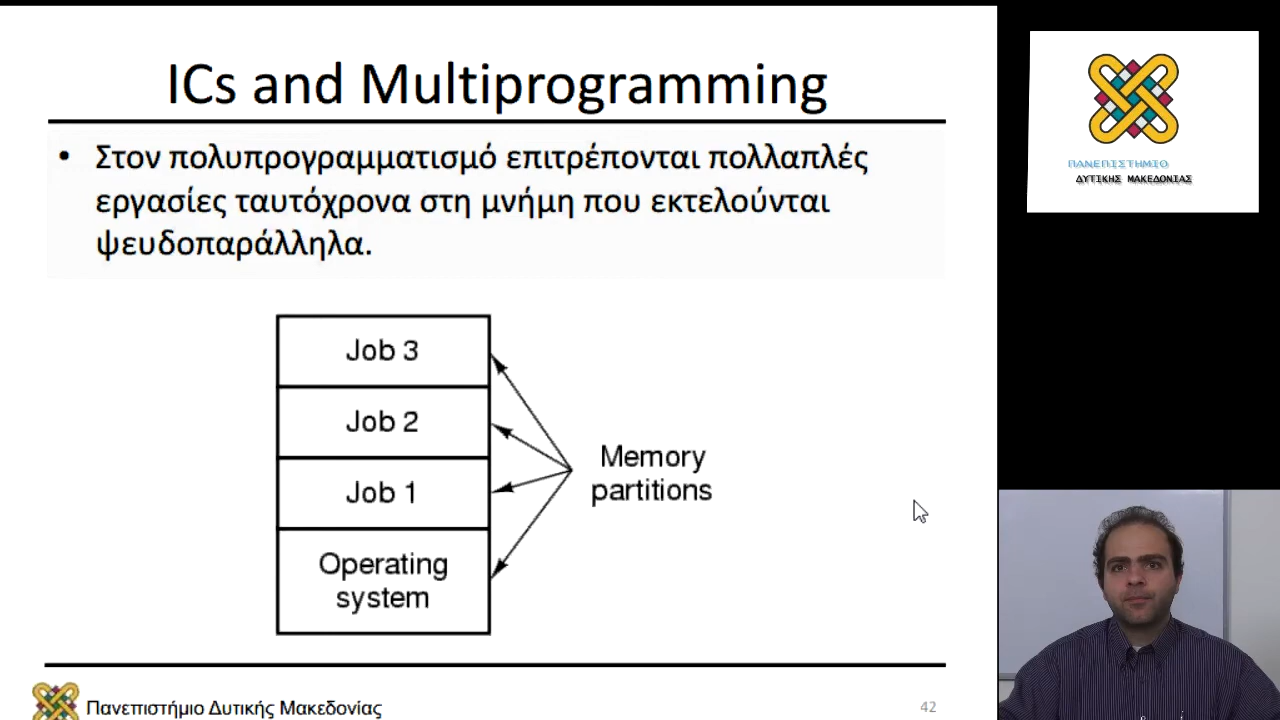 ICs and Multiprogramming
• Στον πολυπρογραμματισμό επιτρέπονται πολλαπλές
εργασίες ταυτόχρονα στη μνήμη που εκτελούνται
ψευδοπαράλληλα.
Job 3
Job 2
Job 1
Operating
system
Memory
partitions
Πανεπιστήμιο Δυτικής Μακεδονίας
42
ΠΑΝΕΠΙΣΤΗΜΙΟ
ΔΥΤΙΚΗΣ ΜΑΚΕΔΟΝΙΑΣ